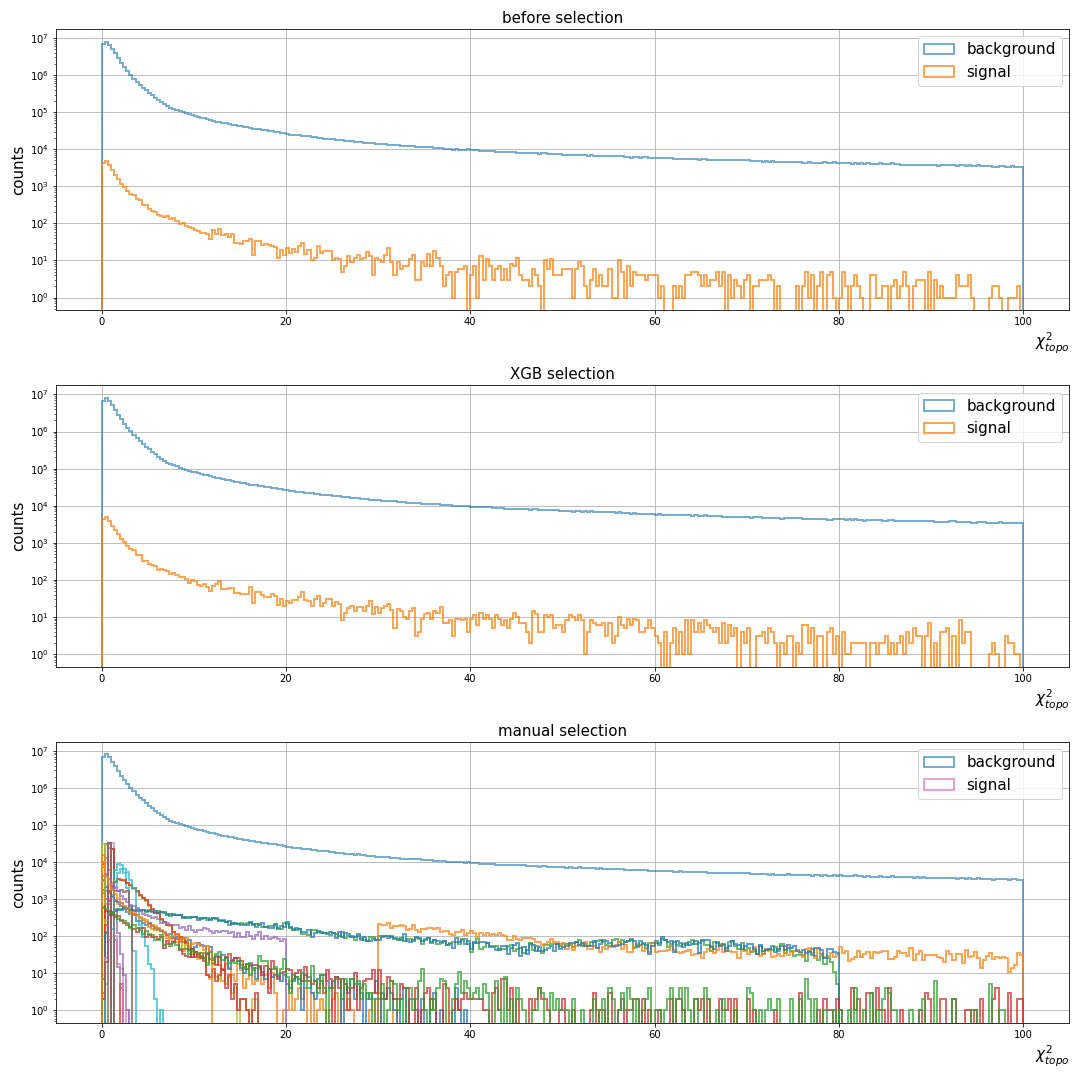 before selection
10⁷
10⁶
10⁵
10⁴
10³
10²
10¹
10⁰
counts
background
signal
0 20 40 60 80 100
χ²topo
XGB selection
10⁷
10⁶
10⁵
10⁴
10³
10²
10¹
10⁰
counts
background
signal
0 20 40 60 80 100
χ²topo
manual selection
10⁷
10⁶
10⁵
10⁴
10³
10²
10¹
10⁰
counts
background
signal
0 20 40 60 80 100
χ²topo